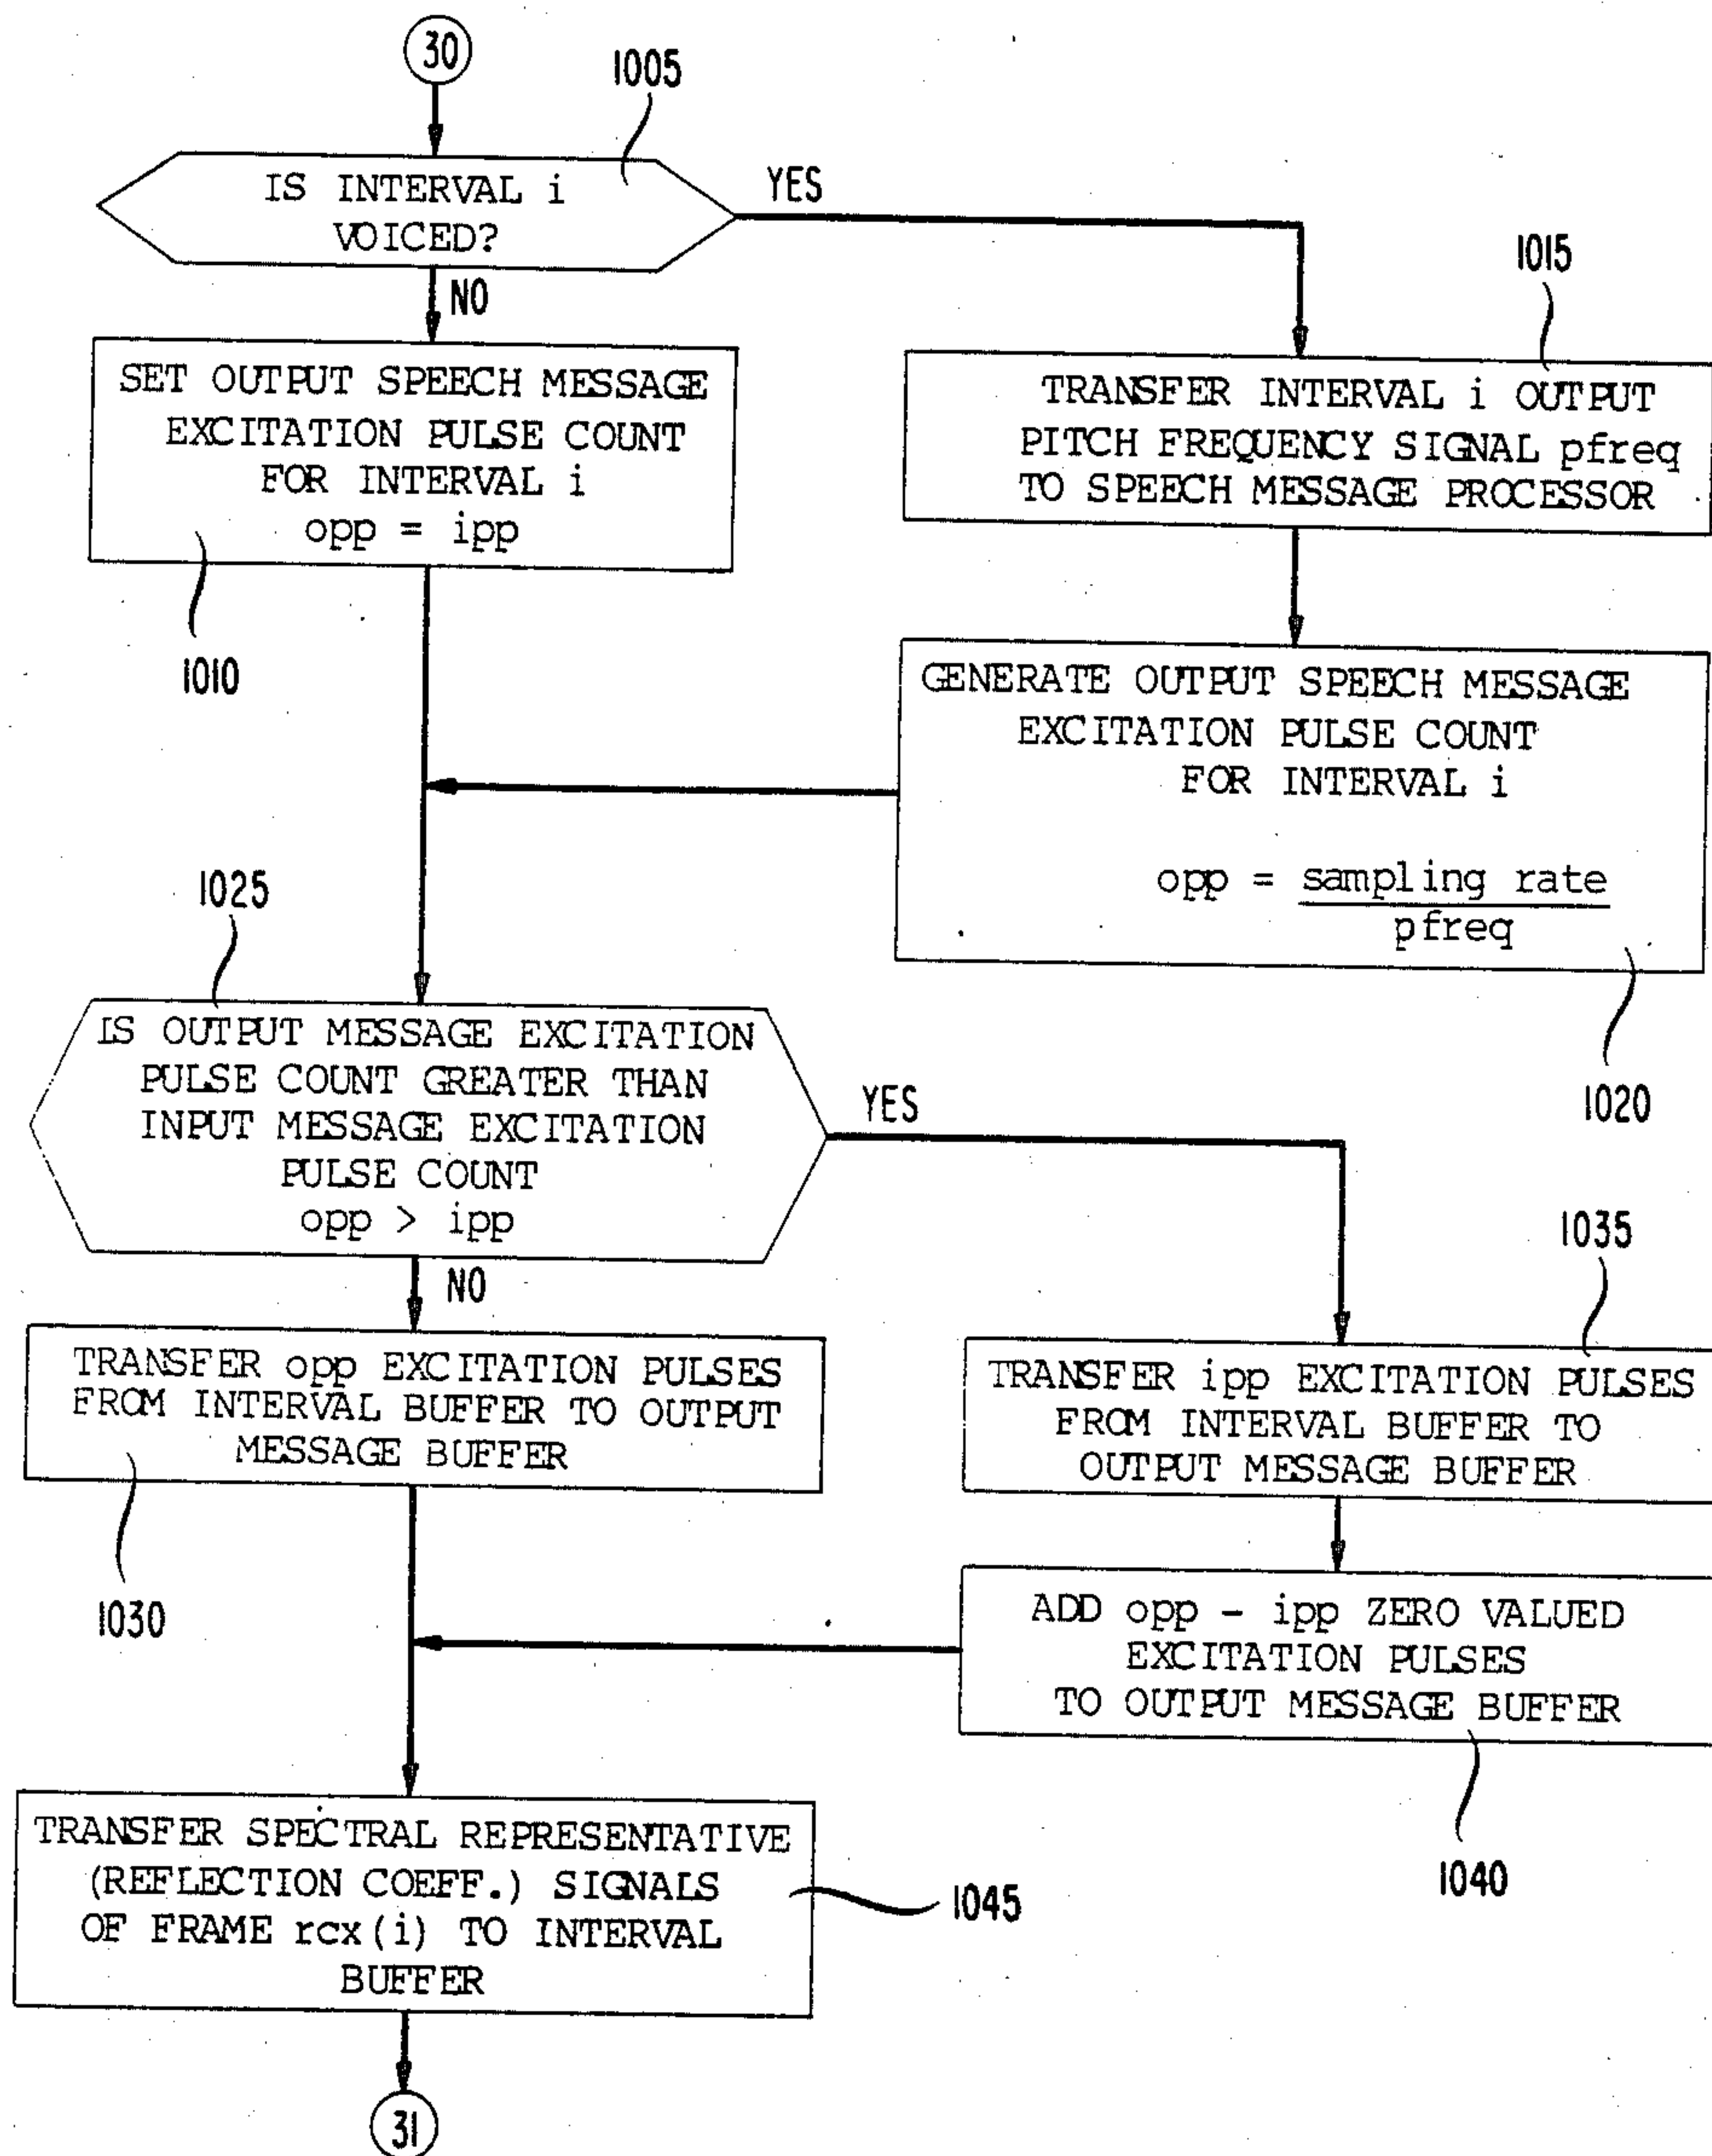 30
1005
IS INTERVAL i
VOICED?
YES
NO
1015
SET OUTPUT SPEECH MESSAGE
EXCITATION PULSE COUNT
FOR INTERVAL i
opp = ipp
1010
TRANSFER INTERVAL i OUTPUT
PITCH FREQUENCY SIGNAL pfreq
TO SPEECH MESSAGE PROCESSOR
GENERATE OUTPUT SPEECH MESSAGE
EXCITATION PULSE COUNT
FOR INTERVAL i
opp = sampling rate
pfreq
1020
1025
IS OUTPUT MESSAGE EXCITATION
PULSE COUNT GREATER THAN
INPUT MESSAGE EXCITATION
PULSE COUNT
opp > ipp
YES
NO
1035
TRANSFER opp EXCITATION PULSES
FROM INTERVAL BUFFER TO OUTPUT
MESSAGE BUFFER
1030
TRANSFER ipp EXCITATION PULSES
FROM INTERVAL BUFFER TO
OUTPUT MESSAGE BUFFER
ADD opp - ipp ZERO VALUED
EXCITATION PULSES
TO OUTPUT MESSAGE BUFFER
1040
TRANSFER SPECTRAL REPRESENTATIVE
(REFLECTION COEFF.) SIGNALS
OF FRAME rcx(i) TO INTERVAL
BUFFER
1045
31